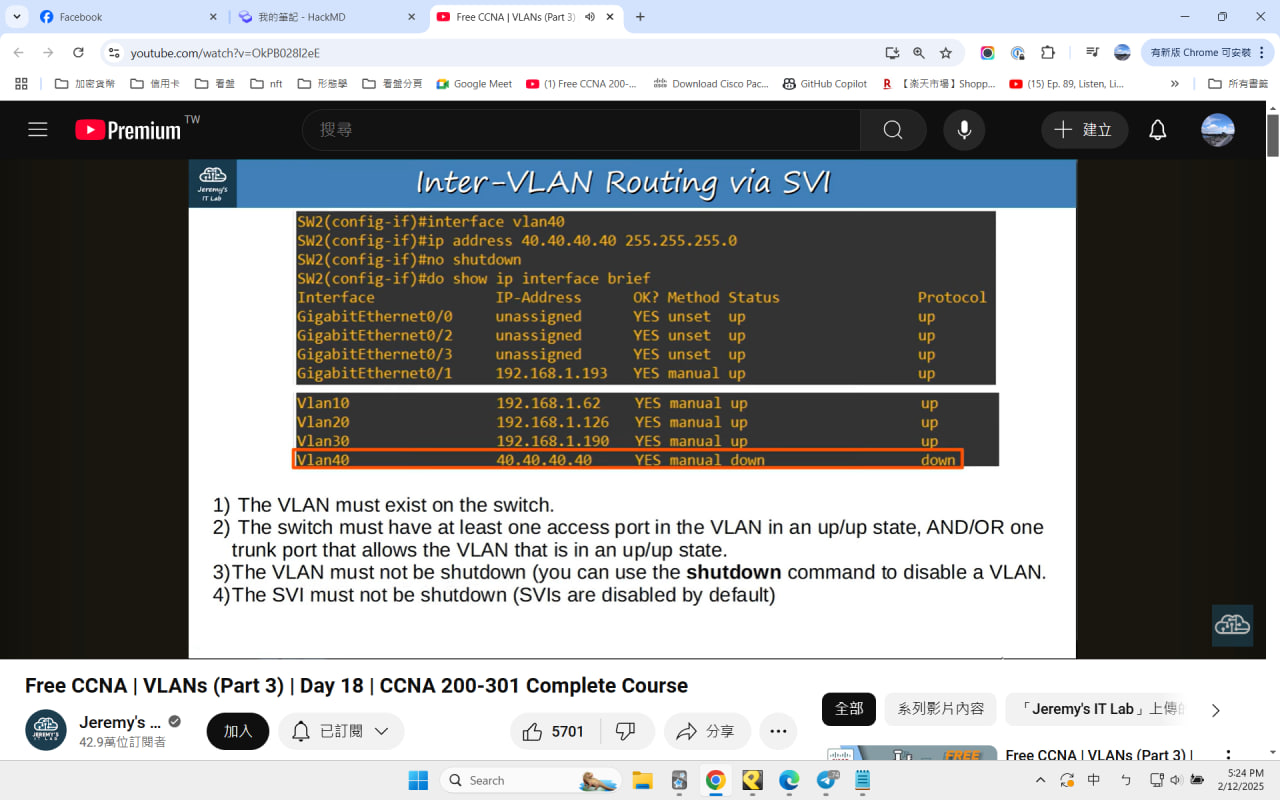 Facebook
我的筆記 - HackMD
Free CCNA | VLANs (Part 3)
youtube.com/watch?v=OkPB028l2eE
有新版 Chrome 可安裝
加密貨幣
信用卡
看盤
nft
形態學
看盤分頁
Google Meet
(1) Free CCNA 200-...
Download Cisco Pac...
GitHub Copilot
【楽天市場】Shopp...
(15) Ep. 89, Listen, Li...
所有書籤
Premium TW
搜尋
建立
Jeremy's
IT Lab
Inter-VLAN Routing via SVI
SW2(config-if)#interface vlan40
SW2(config-if)#ip address 40.40.40.40 255.255.255.0
SW2(config-if)#no shutdown
SW2(config-if)#do show ip interface brief
Interface IP-Address OK? Method Status Protocol
GigabitEthernet0/0 unassigned YES unset up up
GigabitEthernet0/2 unassigned YES unset up up
GigabitEthernet0/3 unassigned YES unset up up
GigabitEthernet0/1 192.168.1.193 YES manual up up
Vlan10 192.168.1.62 YES manual up up
Vlan20 192.168.1.126 YES manual up up
Vlan30 192.168.1.190 YES manual up up
Vlan40 40.40.40.40 YES manual down down
1) The VLAN must exist on the switch.
2) The switch must have at least one access port in the VLAN in an up/up state, AND/OR one
trunk port that allows the VLAN that is in an up/up state.
3)The VLAN must not be shutdown (you can use the shutdown command to disable a VLAN.
4)The SVI must not be shutdown (SVIs are disabled by default)
Free CCNA | VLANs (Part 3) | Day 18 | CCNA 200-301 Complete Course
Jeremy's ...
42.9萬位訂閱者
加入
已訂閱
5701
分享
全部
系列影片內容
「Jeremy's IT Lab」上傳的
FREE
Free CCNA | VLANs (Part 3) |
Search
74
中
5:24 PM
2/12/2025